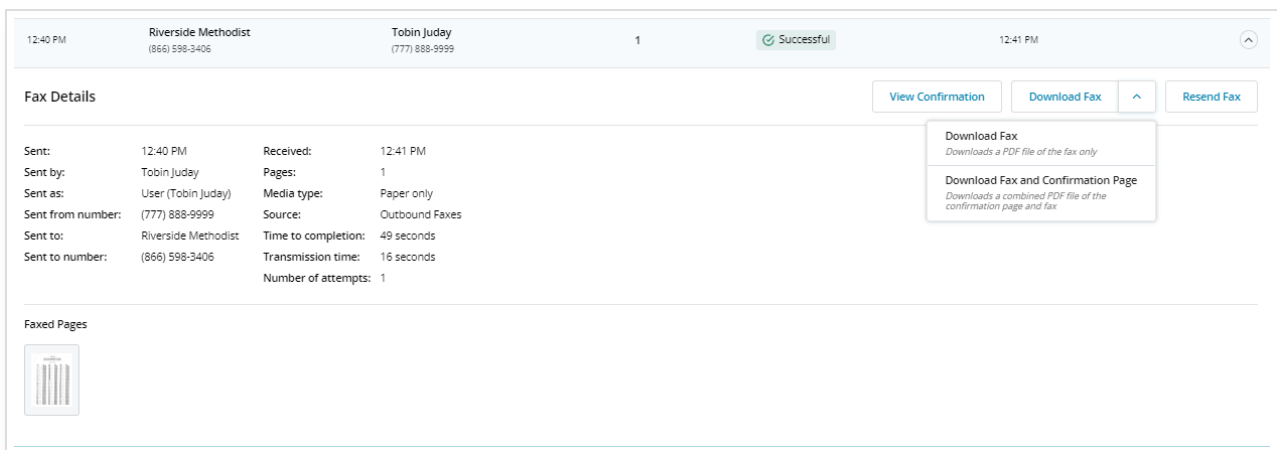 12:40 PM Riverside Methodist Tobin Juday 1 Successful 12:41 PM
(866) 598-3406 (777) 888-9999
Fax Details View Confirmation Download Fax Resend Fax
Download Fax
Downloads a PDF file of the fax only
Download Fax and Confirmation Page
Downloads a combined PDF file of the
confirmation page and fax
Sent: 12:40 PM Received: 12:41 PM
Sent by: Tobin Juday Pages: 1
Sent as: User (Tobin Juday) Media type: Paper only
Sent from number: (777) 888-9999 Source: Outbound Faxes
Sent to: Riverside Methodist Time to completion: 49 seconds
Sent to number: (866) 598-3406 Transmission time: 16 seconds
Number of attempts: 1
Faxed Pages